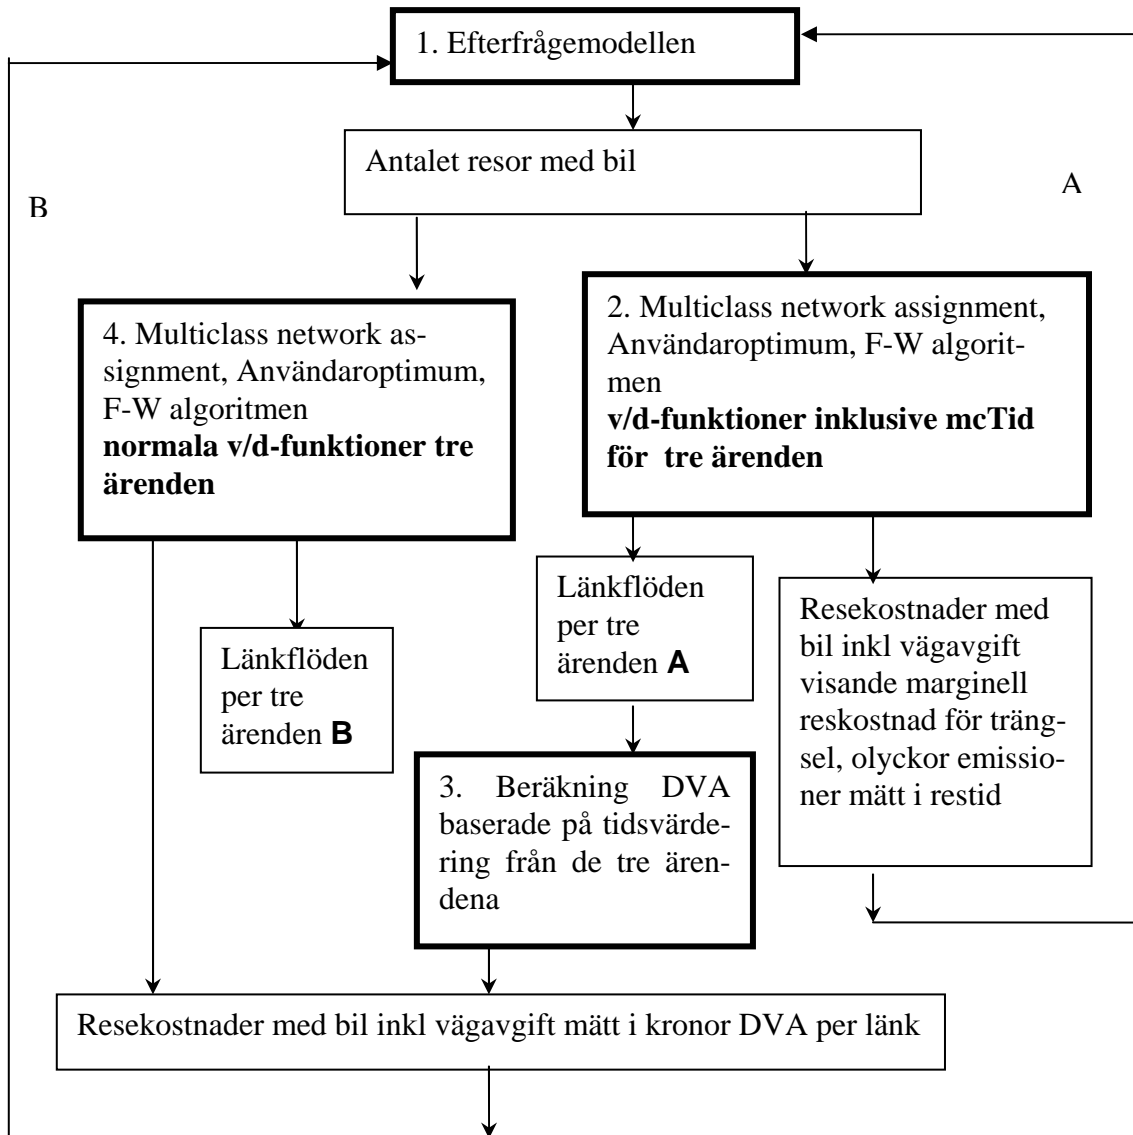 1. Efterfrågemodellen
Antalet resor med bil
A
B
4. Multiclass network as-
signment, Användaroptimum,
F-W algoritmen
normala v/d-funktioner tre
ärenden
2. Multiclass network assignment,
Användaroptimum, F-W algorit-
men
v/d-funktioner inklusive mcTid
för tre ärenden
Länkflöden
per tre
ärenden B
Länkflöden
per tre
ärenden A
Resekostnader med
bil inkl vägavgift
visande marginell
reskostnad för träng-
sel, olyckor emissio-
ner mätt i restid
3. Beräkning DVA
baserade på tidsvärde-
ring från de tre ären-
dena
Resekostnader med bil inkl vägavgift mätt i kronor DVA per länk